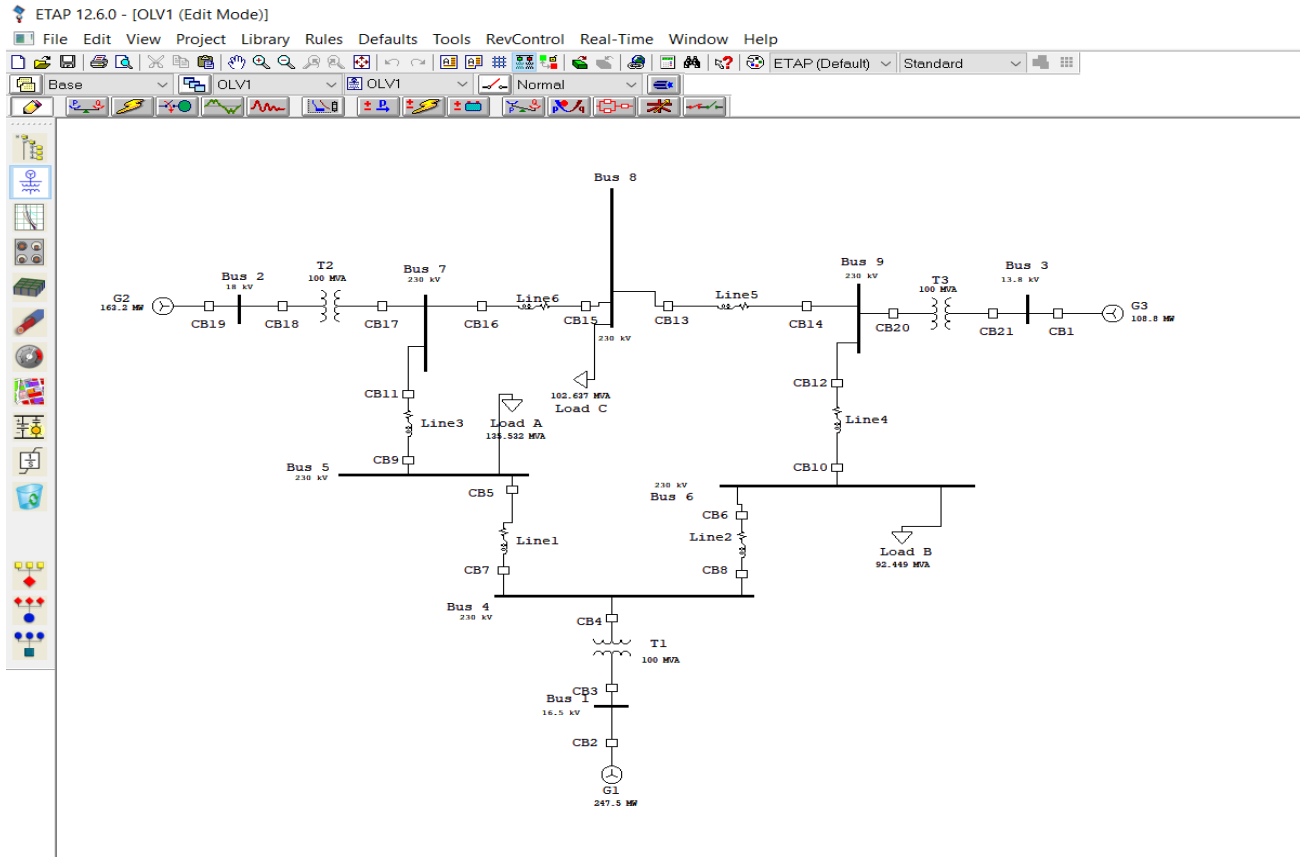 ETAP 12.6.0 - [OLV1 (Edit Mode)]
File Edit View Project Library Rules Defaults Tools RevControl Real-Time Window Help
ETAP (Default) Standard
Base OLV1 OLV1 Normal
Bus 8
G2
163.2 MW
CB19
Bus 2
18 kV
CB18
T2
100 MVA
CB17
Bus 7
230 kV
CB16
Line6
CB15
230 kV
CB13
Line5
CB14
Bus 9
230 kV
CB20
T3
100 MVA
CB21
Bus 3
13.8 kV
CB1
G3
108.8 MW
102.637 MVA
Load C
CB11
Line3
CB9
Load A
135.532 MVA
CB12
Line4
CB10
Bus 5
230 kV
CB5
Line1
CB7
230 kV
Bus 6
CB6
Line2
CB8
Load B
92.449 MVA
Bus 4
230 kV
CB4
T1
100 MVA
CB3
Bus 1
16.5 kV
CB2
G1
247.5 MW